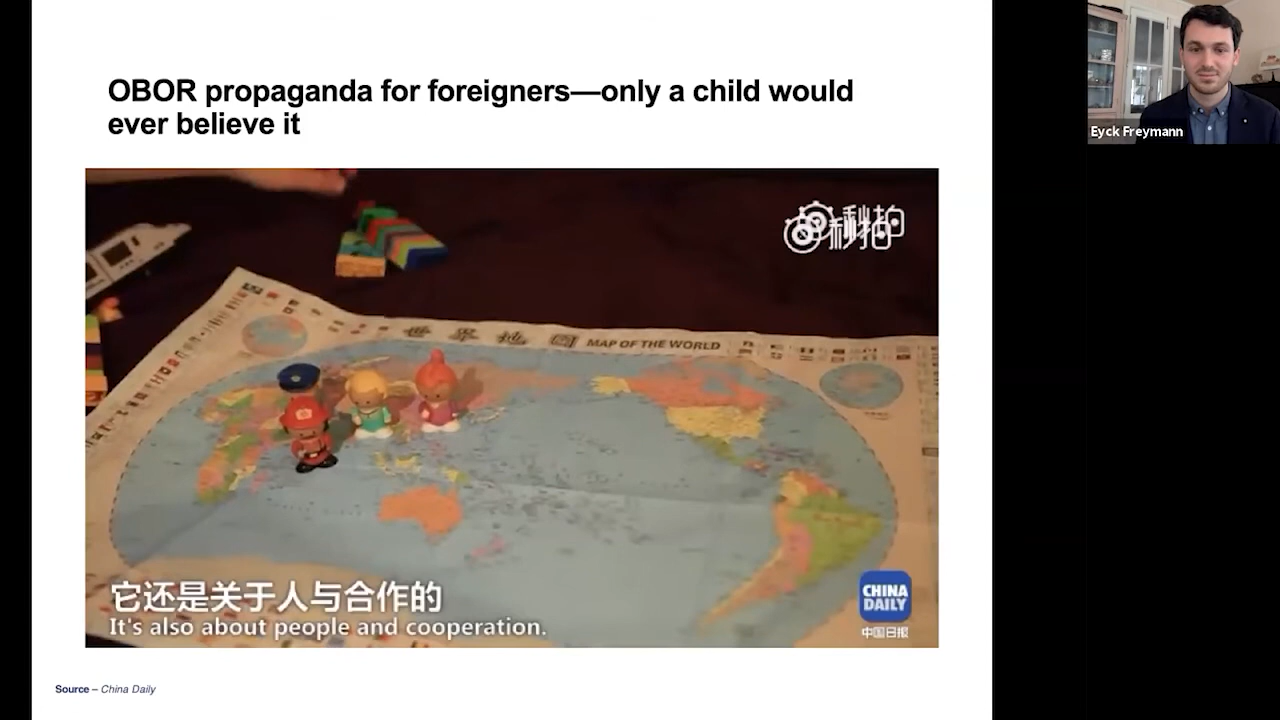 OBOR propaganda for foreigners—only a child would
ever believe it
Eyck Freymann
秒拍
世界地图 MAP OF THE WORLD
它还是关于人与合作的
It's also about people and cooperation.
CHINA
DAILY
中国日报
Source – China Daily